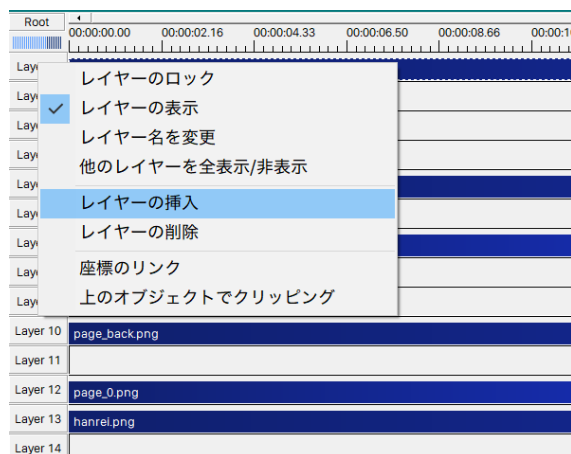 Root
00:00:00.00 00:00:02.16 00:00:04.33 00:00:06.50 00:00:08.66
レイヤーのロック
レイヤーの表示
レイヤー名を変更
他のレイヤーを全表示/非表示
レイヤーの挿入
レイヤーの削除
座標のリンク
上のオブジェクトでクリッピング
Layer 10 page_back.png
Layer 11
Layer 12 page_0.png
Layer 13 hanrei.png
Layer 14